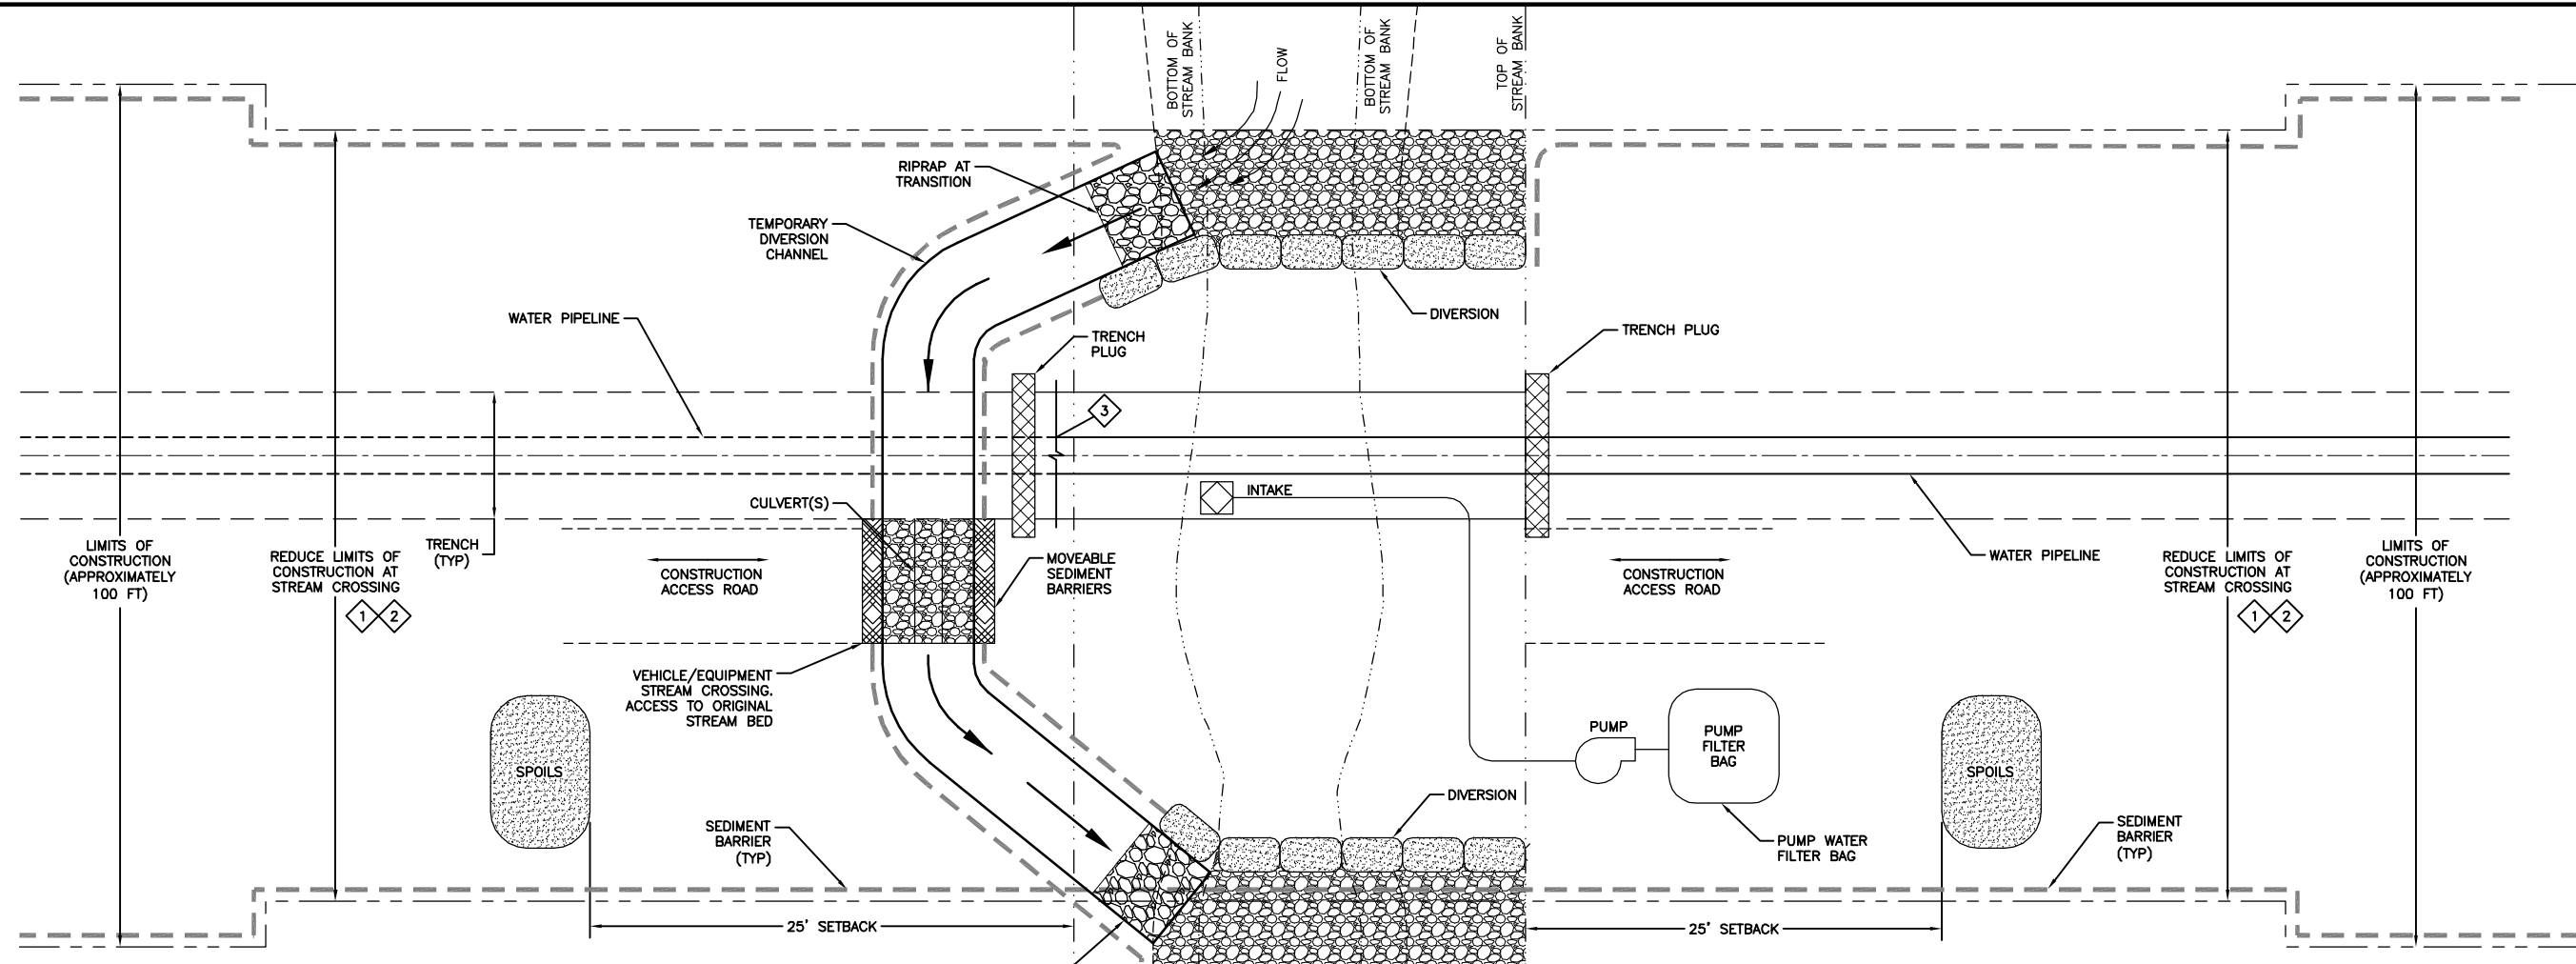 BOTTOM OF
STREAM BANK
FLOW
BOTTOM OF
STREAM BANK
TOP OF
STREAM BANK
RIPRAP AT
TRANSITION
TEMPORARY
DIVERSION
CHANNEL
WATER PIPELINE
DIVERSION
TRENCH
PLUG
TRENCH PLUG
3
CULVERT(S)
INTAKE
LIMITS OF
CONSTRUCTION
(APPROXIMATELY
100 FT)
REDUCE LIMITS OF
CONSTRUCTION AT
STREAM CROSSING
1 2
TRENCH
(TYP)
CONSTRUCTION
ACCESS ROAD
MOVEABLE
SEDIMENT
BARRIERS
CONSTRUCTION
ACCESS ROAD
WATER PIPELINE
REDUCE LIMITS OF
CONSTRUCTION AT
STREAM CROSSING
1 2
LIMITS OF
CONSTRUCTION
(APPROXIMATELY
100 FT)
VEHICLE/EQUIPMENT
STREAM CROSSING.
ACCESS TO ORIGINAL
STREAM BED
SPOILS
PUMP
PUMP
FILTER
BAG
SPOILS
DIVERSION
SEDIMENT
BARRIER
(TYP)
PUMP WATER
FILTER BAG
SEDIMENT
BARRIER
(TYP)
25' SETBACK
25' SETBACK